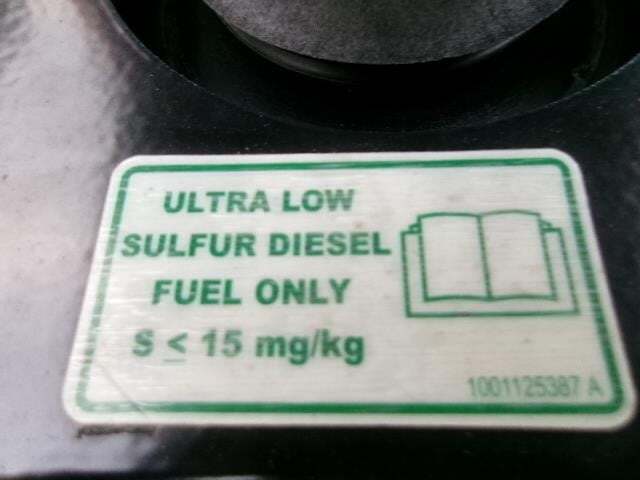 ULTRA LOW
SULFUR DIESEL
FUEL ONLY
S ≤ 15 mg/kg
1001125387 A